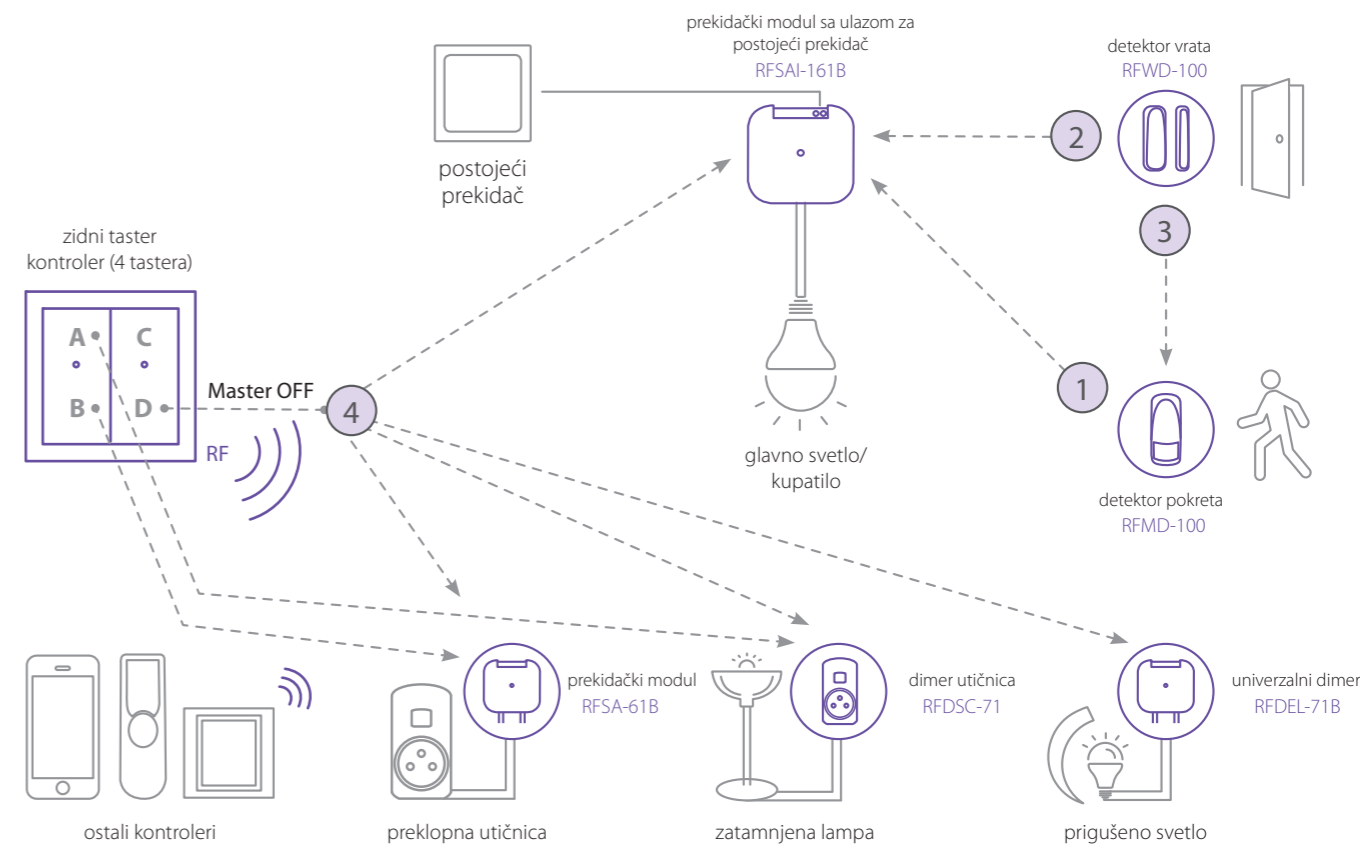 prekidački modul sa ulazom za
postojeći prekidač
RFSAI-161B
detektor vrata
RFWD-100
2
postojeći
prekidač
3
zidni taster
kontroler (4 tastera)
A
C
B
D
Master OFF
RF
4
1
glavno svetlo/
kupatilo
detektor pokreta
RFMD-100
prekidački modul
RFSA-61B
dimer utičnica
RFDSC-71
univerzalni dimer
RFDEL-71B
ostali kontroleri
preklopna utičnica
zatamnjena lampa
prigušeno svetlo